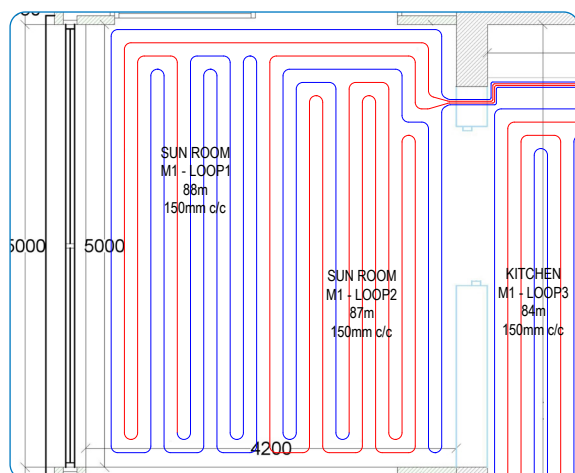 SUN ROOM
M1 - LOOP1
88m
150mm c/c
5000
5000
SUN ROOM
M1 - LOOP2
87m
150mm c/c
KITCHEN
M1 - LOOP3
84m
150mm c/c
4200